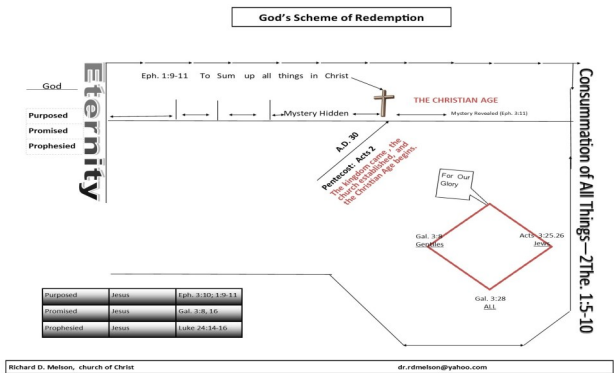 God's Scheme of Redemption
Eph. 1:9-11 To Sum up all things in Christ
God
Eternity
Purposed
Promised
Prophesied
Mystery Hidden
THE CHRISTIAN AGE
Mystery Revealed (Eph. 3:11)
A.D. 30
Pentecost: Acts 2
The kingdom came , the
church established, and
the Christian Age begins.
Consummation of All Things—2The. 1:5-10
For Our
Glory
Gal. 3:8
Gentiles
Acts 3:25.26
Jews
Gal. 3:28
ALL
Purposed Jesus Eph. 3:10; 1:9-11
Promised Jesus Gal. 3:8, 16
Prophesied Jesus Luke 24:14-16
Richard D. Melson, church of Christ dr.rdmelson@yahoo.com